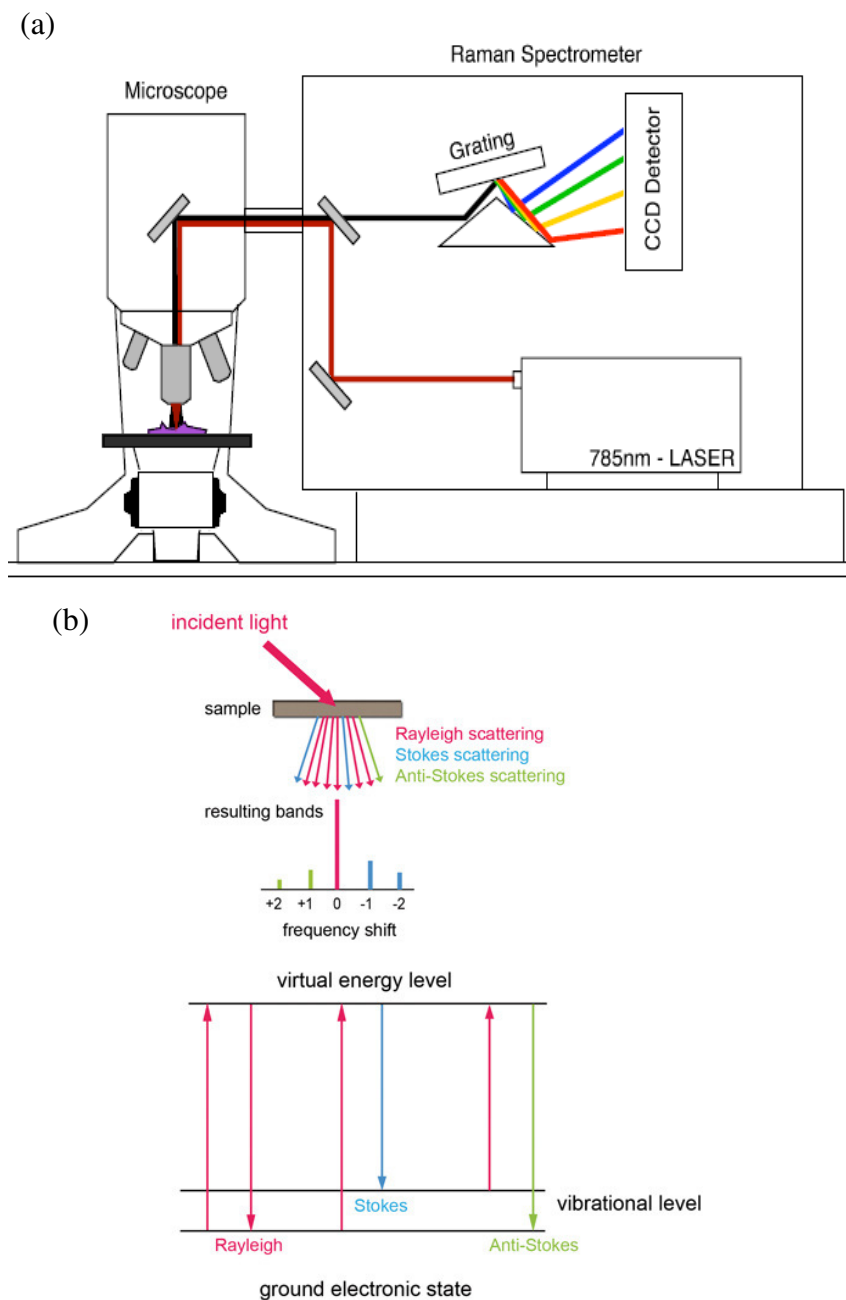 (a)
Raman Spectrometer
Microscope
Grating
CCD Detector
785nm - LASER
(b)
incident light
sample
Rayleigh scattering
Stokes scattering
Anti-Stokes scattering
resulting bands
+2 +1 0 -1 -2
frequency shift
virtual energy level
Stokes
vibrational level
Rayleigh
Anti-Stokes
ground electronic state